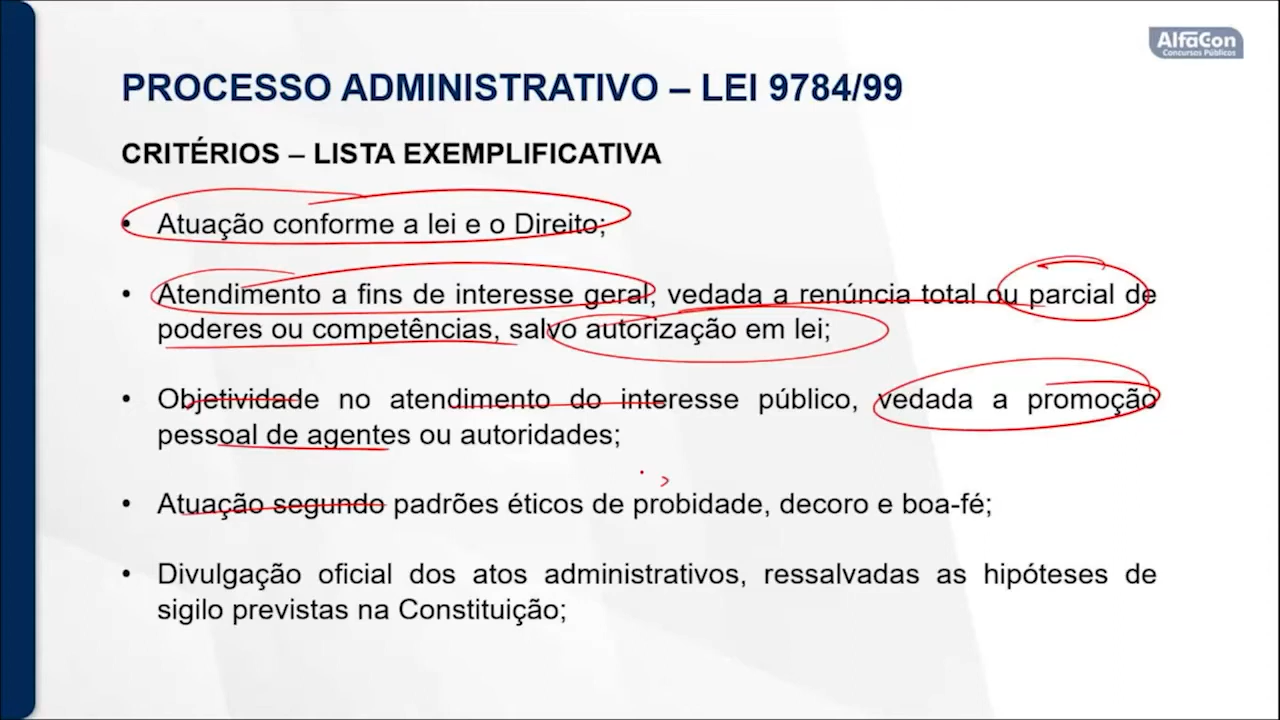 AlfaCon
Concursos Públicos
PROCESSO ADMINISTRATIVO – LEI 9784/99
CRITÉRIOS – LISTA EXEMPLIFICATIVA
• Atuação conforme a lei e o Direito;
• Atendimento a fins de interesse geral, vedada a renúncia total ou parcial de
poderes ou competências, salvo autorização em lei;
• Objetividade no atendimento do interesse público, vedada a promoção
pessoal de agentes ou autoridades;
• Atuação segundo padrões éticos de probidade, decoro e boa-fé;
• Divulgação oficial dos atos administrativos, ressalvadas as hipóteses de
sigilo previstas na Constituição;